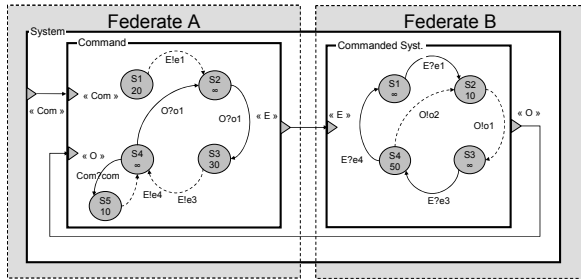 Federate A
Federate B
System
Command
Commanded Syst.
« Com »
« Com »
« O »
S1
20
E!e1
S2
∞
O?o1
O?o1
S4
∞
S3
30
Com?com
E!e4
E!e3
S5
10
« E »
« E »
S1
∞
E?e1
S2
10
O!o2
O!o1
E?e4
S4
50
S3
∞
E?e3
« O »